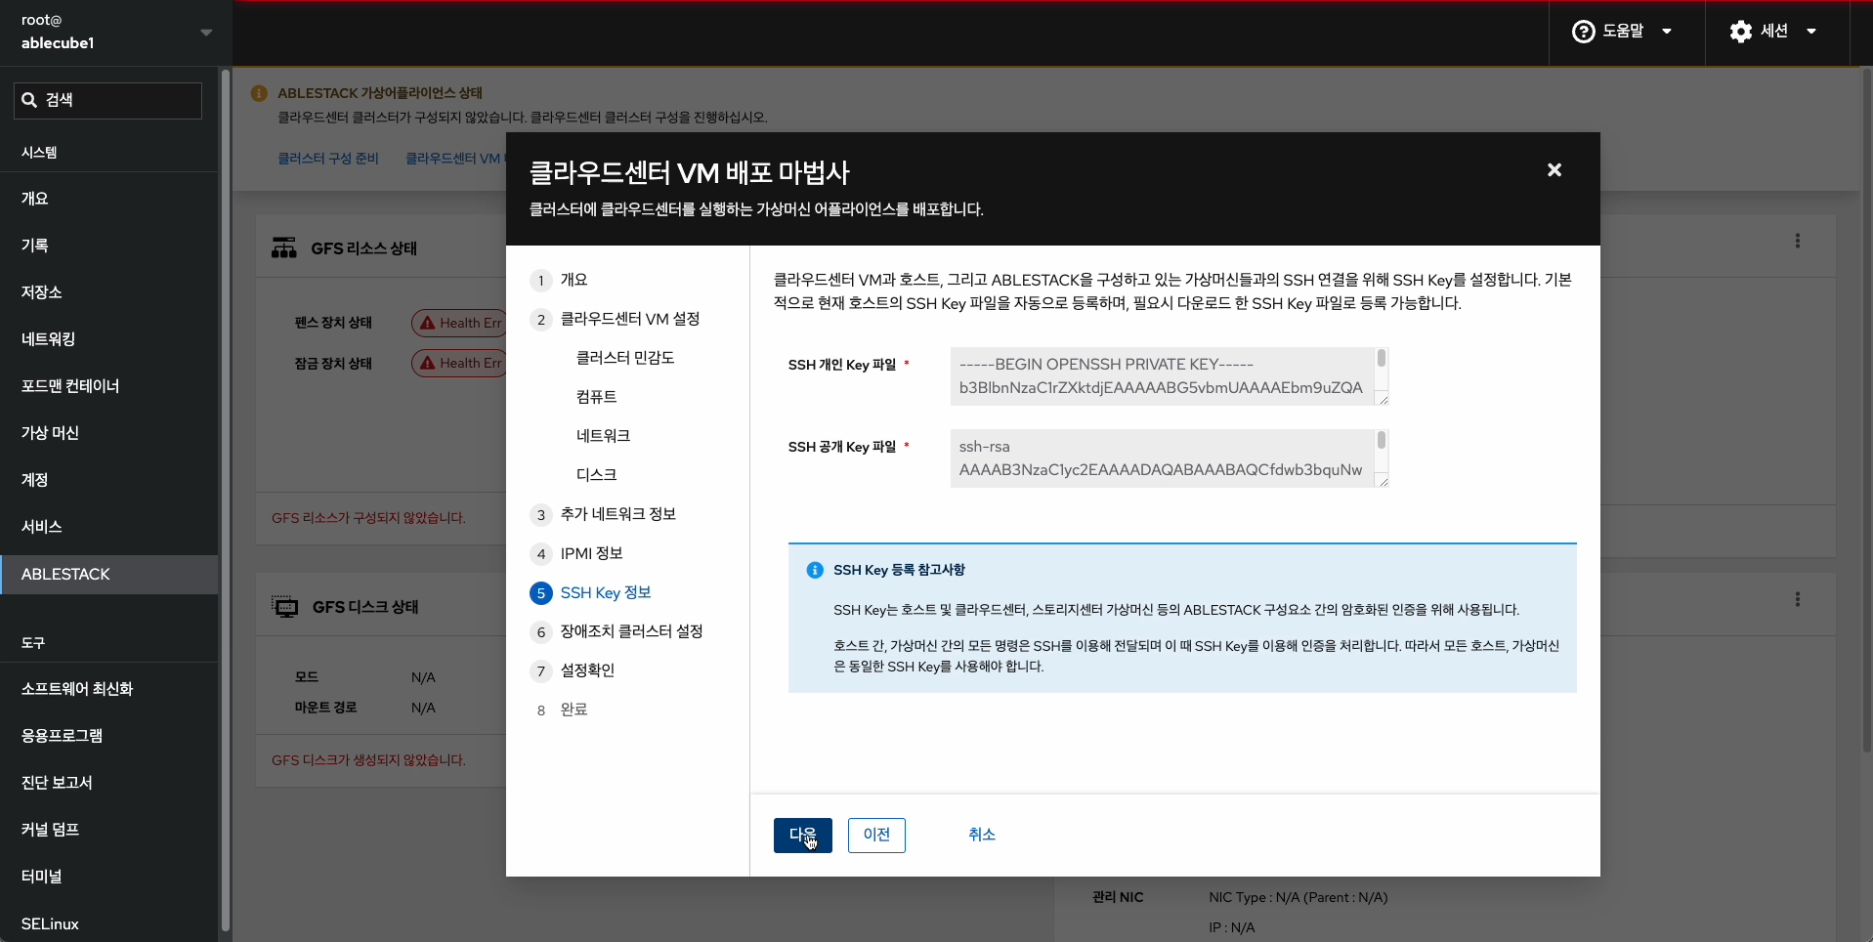 root@
ablecube1
도움말
세션
검색
시스템
개요
기록
저장소
네트워킹
포드맨 컨테이너
가상 머신
계정
서비스
ABLESTACK
도구
소프트웨어 최신화
응용프로그램
진단 보고서
커널 덤프
터미널
SELinux
ABLESTACK 가상어플라이언스 상태
클라우드센터 클러스터가 구성되지 않았습니다. 클라우드센터 클러스터 구성을 진행하십시오.
클러스터 구성 준비
클라우드센터 VM
GFS 리소스 상태
펜스 장치 상태
Health Err
잠금 장치 상태
Health Err
GFS 리소스가 구성되지 않았습니다.
GFS 디스크 상태
모드
N/A
마운트 경로
N/A
GFS 디스크가 생성되지 않았습니다.
클라우드센터 VM 배포 마법사
클러스터에 클라우드센터를 실행하는 가상머신 어플라이언스를 배포합니다.
1 개요
2 클라우드센터 VM 설정
클러스터 민감도
컴퓨트
네트워크
디스크
3 추가 네트워크 정보
4 IPMI 정보
5 SSH Key 정보
6 장애조치 클러스터 설정
7 설정확인
8 완료
클라우드센터 VM과 호스트, 그리고 ABLESTACK을 구성하고 있는 가상머신들과의 SSH 연결을 위해 SSH Key를 설정합니다. 기본
적으로 현재 호스트의 SSH Key 파일을 자동으로 등록하며, 필요시 다운로드 한 SSH Key 파일로 등록 가능합니다.
SSH 개인 Key 파일 *
-----BEGIN OPENSSH PRIVATE KEY-----
b3BlbnNzaC1rZXktdjEAAAAABG5vbmUAAAAEbm9uZQA
SSH 공개 Key 파일 *
ssh-rsa
AAAAB3NzaC1yc2EAAAADAQABAAABAQCfdwb3bquNw
SSH Key 등록 참고사항
SSH Key는 호스트 및 클라우드센터, 스토리지센터 가상머신 등의 ABLESTACK 구성요소 간의 암호화된 인증을 위해 사용됩니다.
호스트 간, 가상머신 간의 모든 명령은 SSH를 이용해 전달되며 이 때 SSH Key를 이용해 인증을 처리합니다. 따라서 모든 호스트, 가상머신
은 동일한 SSH Key를 사용해야 합니다.
다음
이전
취소
관리 NIC
NIC Type : N/A (Parent : N/A)
IP : N/A